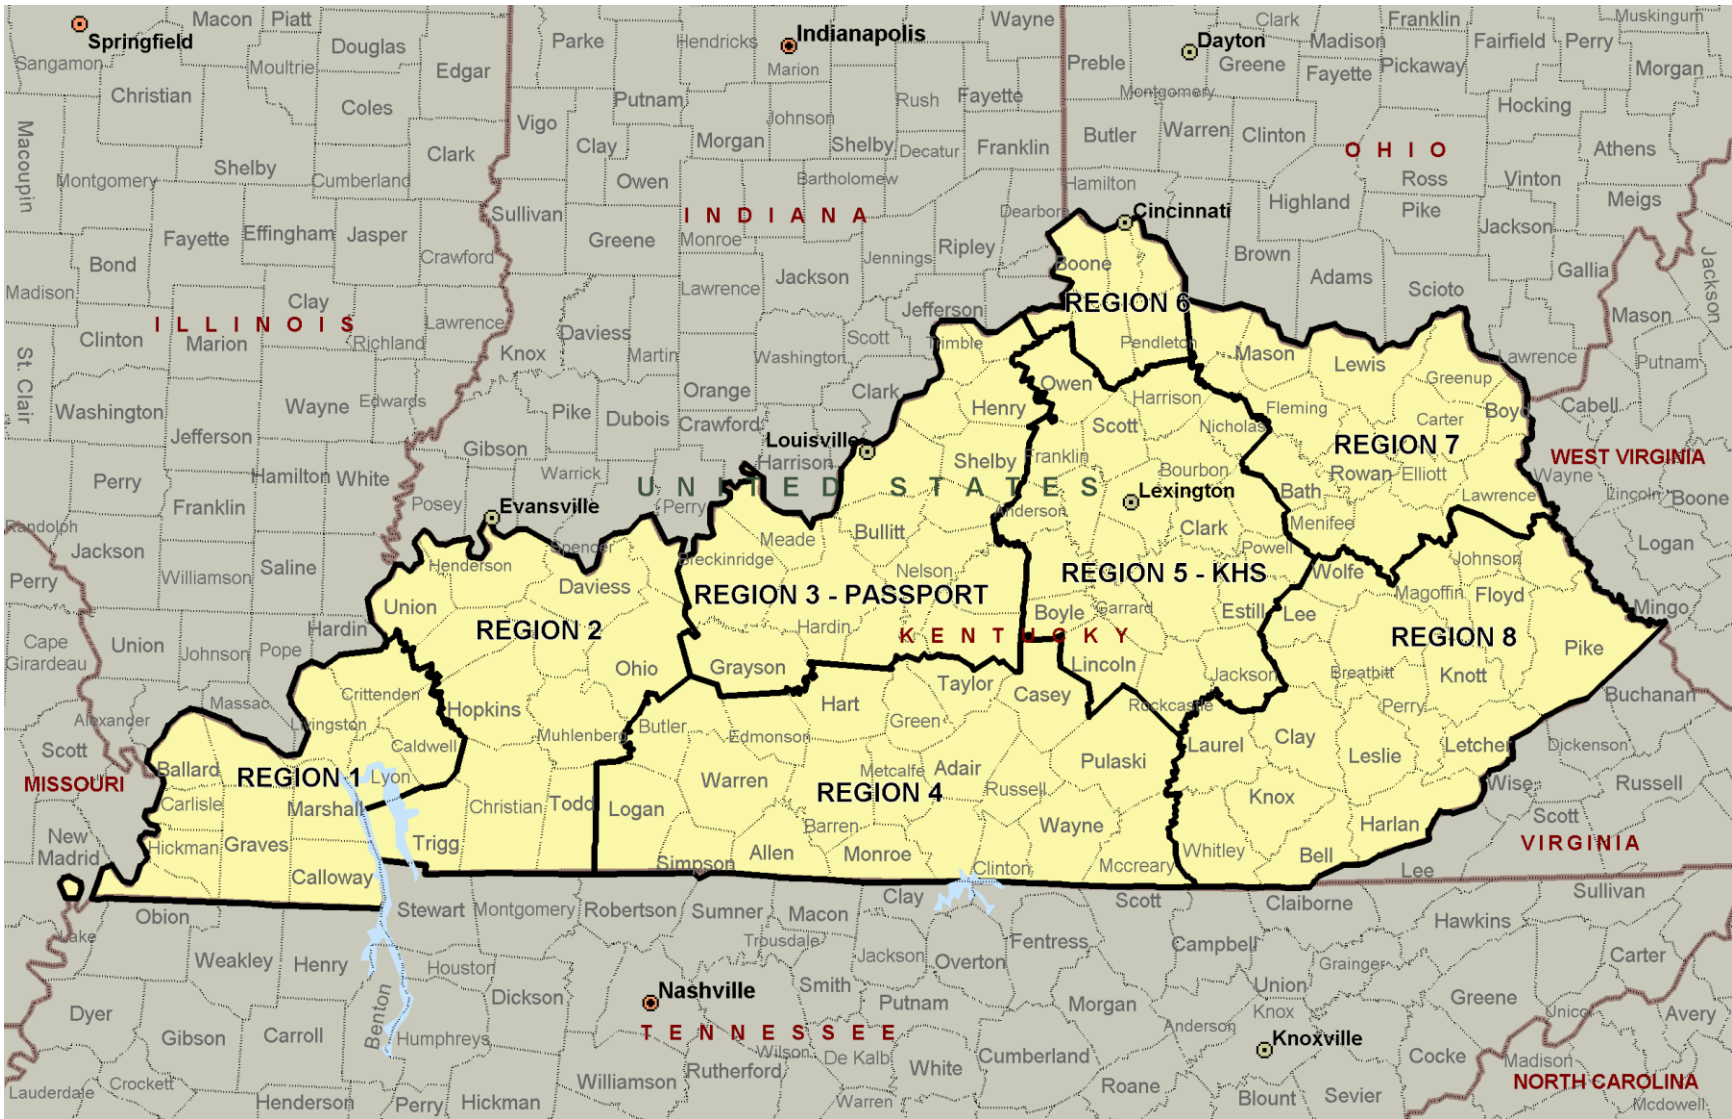 Macon
Piatt
Springfield
Sangamon
Moultrie
Douglas
Edgar
Christian
Coles
Macoupin
Shelby
Clark
Montgomery
Cumberland
Fayette
Effingham
Jasper
Crawford
Bond
Madison
Clay
ILLINOIS
Marion
Lawrence
Richland
Clinton
St. Clair
Washington
Wayne
Edwards
Jefferson
Perry
Hamilton
White
Franklin
Randolph
Jackson
Williamson
Saline
Perry
Cape
Girardeau
Union
Johnson
Pope
Hardin
Massac
Alexander
Scott
MISSOURI
New
Madrid
Parke
Hendricks
Indianapolis
Marion
Wayne
Putnam
Rush
Fayette
Vigo
Johnson
Clay
Morgan
Shelby
Decatur
Franklin
Owen
Bartholomew
Sullivan
INDIANA
Dearborn
Greene
Monroe
Ripley
Jennings
Jackson
Lawrence
Jefferson
Daviess
Knox
Martin
Washington
Scott
Orange
Clark
Pike
Dubois
Crawford
Gibson
Louisville
Harrison
Warrick
Posey
Perry
Evansville
Spencer
UNITED STATES
Preble
Dayton
Greene
Clark
Madison
Franklin
Fairfield
Perry
Muskingum
Fayette
Pickaway
Morgan
Montgomery
Hocking
Butler
Warren
Clinton
OHIO
Athens
Hamilton
Ross
Vinton
Highland
Pike
Meigs
Cincinnati
Jackson
Brown
Adams
Gallia
Scioto
Jackson
Mason
Lawrence
Putnam
Cabell
WEST VIRGINIA
Wayne
Lincoln
Boone
Logan
Mingo
Buchanan
Dickenson
Wise
Russell
Scott
VIRGINIA
Lee
Boone
REGION 6
Pendleton
Trimble
Owen
Harrison
Mason
Lewis
Greenup
Henry
Scott
Nicholas
Fleming
Carter
Boyd
REGION 7
Shelby
Franklin
Bourbon
Rowan
Elliott
Lexington
Bath
Lawrence
Anderson
Bullitt
Clark
Menifee
Meade
Powell
Johnson
Henderson
Breckinridge
Nelson
REGION 5 - KHS
Wolfe
Daviess
REGION 3 - PASSPORT
Magoffin
Floyd
Union
Boyle
Garrard
Estill
Lee
REGION 2
Hardin
KENTUCKY
REGION 8
Pike
Ohio
Grayson
Lincoln
Taylor
Casey
Jackson
Breathitt
Knott
Crittenden
Hart
Rockcastle
Perry
Hopkins
Livingston
Muhlenberg
Butler
Edmonson
Green
Laurel
Clay
Letcher
Caldwell
Leslie
Ballard
REGION 1
Lyon
Warren
Metcalfe
Adair
Pulaski
REGION 4
Russell
Carlisle
Marshall
Christian
Todd
Logan
Knox
Hickman
Graves
Trigg
Barren
Wayne
Harlan
Allen
Monroe
Simpson
Clinton
Mccreary
Whitley
Bell
Calloway
Obion
Lake
Stewart
Montgomery
Robertson
Sumner
Macon
Clay
Scott
Claiborne
Hawkins
Sullivan
Weakley
Henry
Houston
Trousdale
Jackson
Overton
Fentress
Campbell
Grainger
Carter
Dickson
Nashville
Smith
Putnam
Morgan
Union
Knox
Greene
Unicoi
Avery
Dyer
Gibson
Carroll
Benton
Humphreys
TENNESSEE
Wilson
De Kalb
Anderson
Knoxville
Cocke
Madison
Lauderdale
Crockett
Henderson
Perry
Hickman
Williamson
Rutherford
Warren
White
Cumberland
Roane
Blount
Sevier
NORTH CAROLINA
Mcdowell